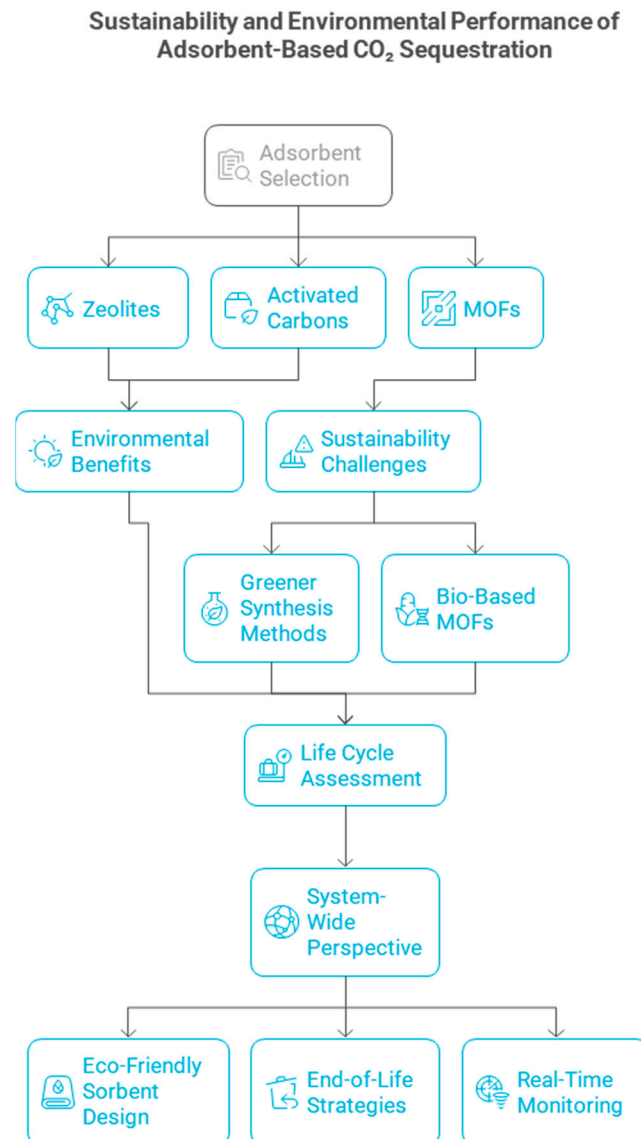 Sustainability and Environmental Performance of
Adsorbent-Based CO₂ Sequestration
Adsorbent
Selection
Zeolites
Activated
Carbons
MOFs
Environmental
Benefits
Sustainability
Challenges
Greener
Synthesis
Methods
Bio-Based
MOFs
Life Cycle
Assessment
System-
Wide
Perspective
Eco-Friendly
Sorbent
Design
End-of-Life
Strategies
Real-Time
Monitoring